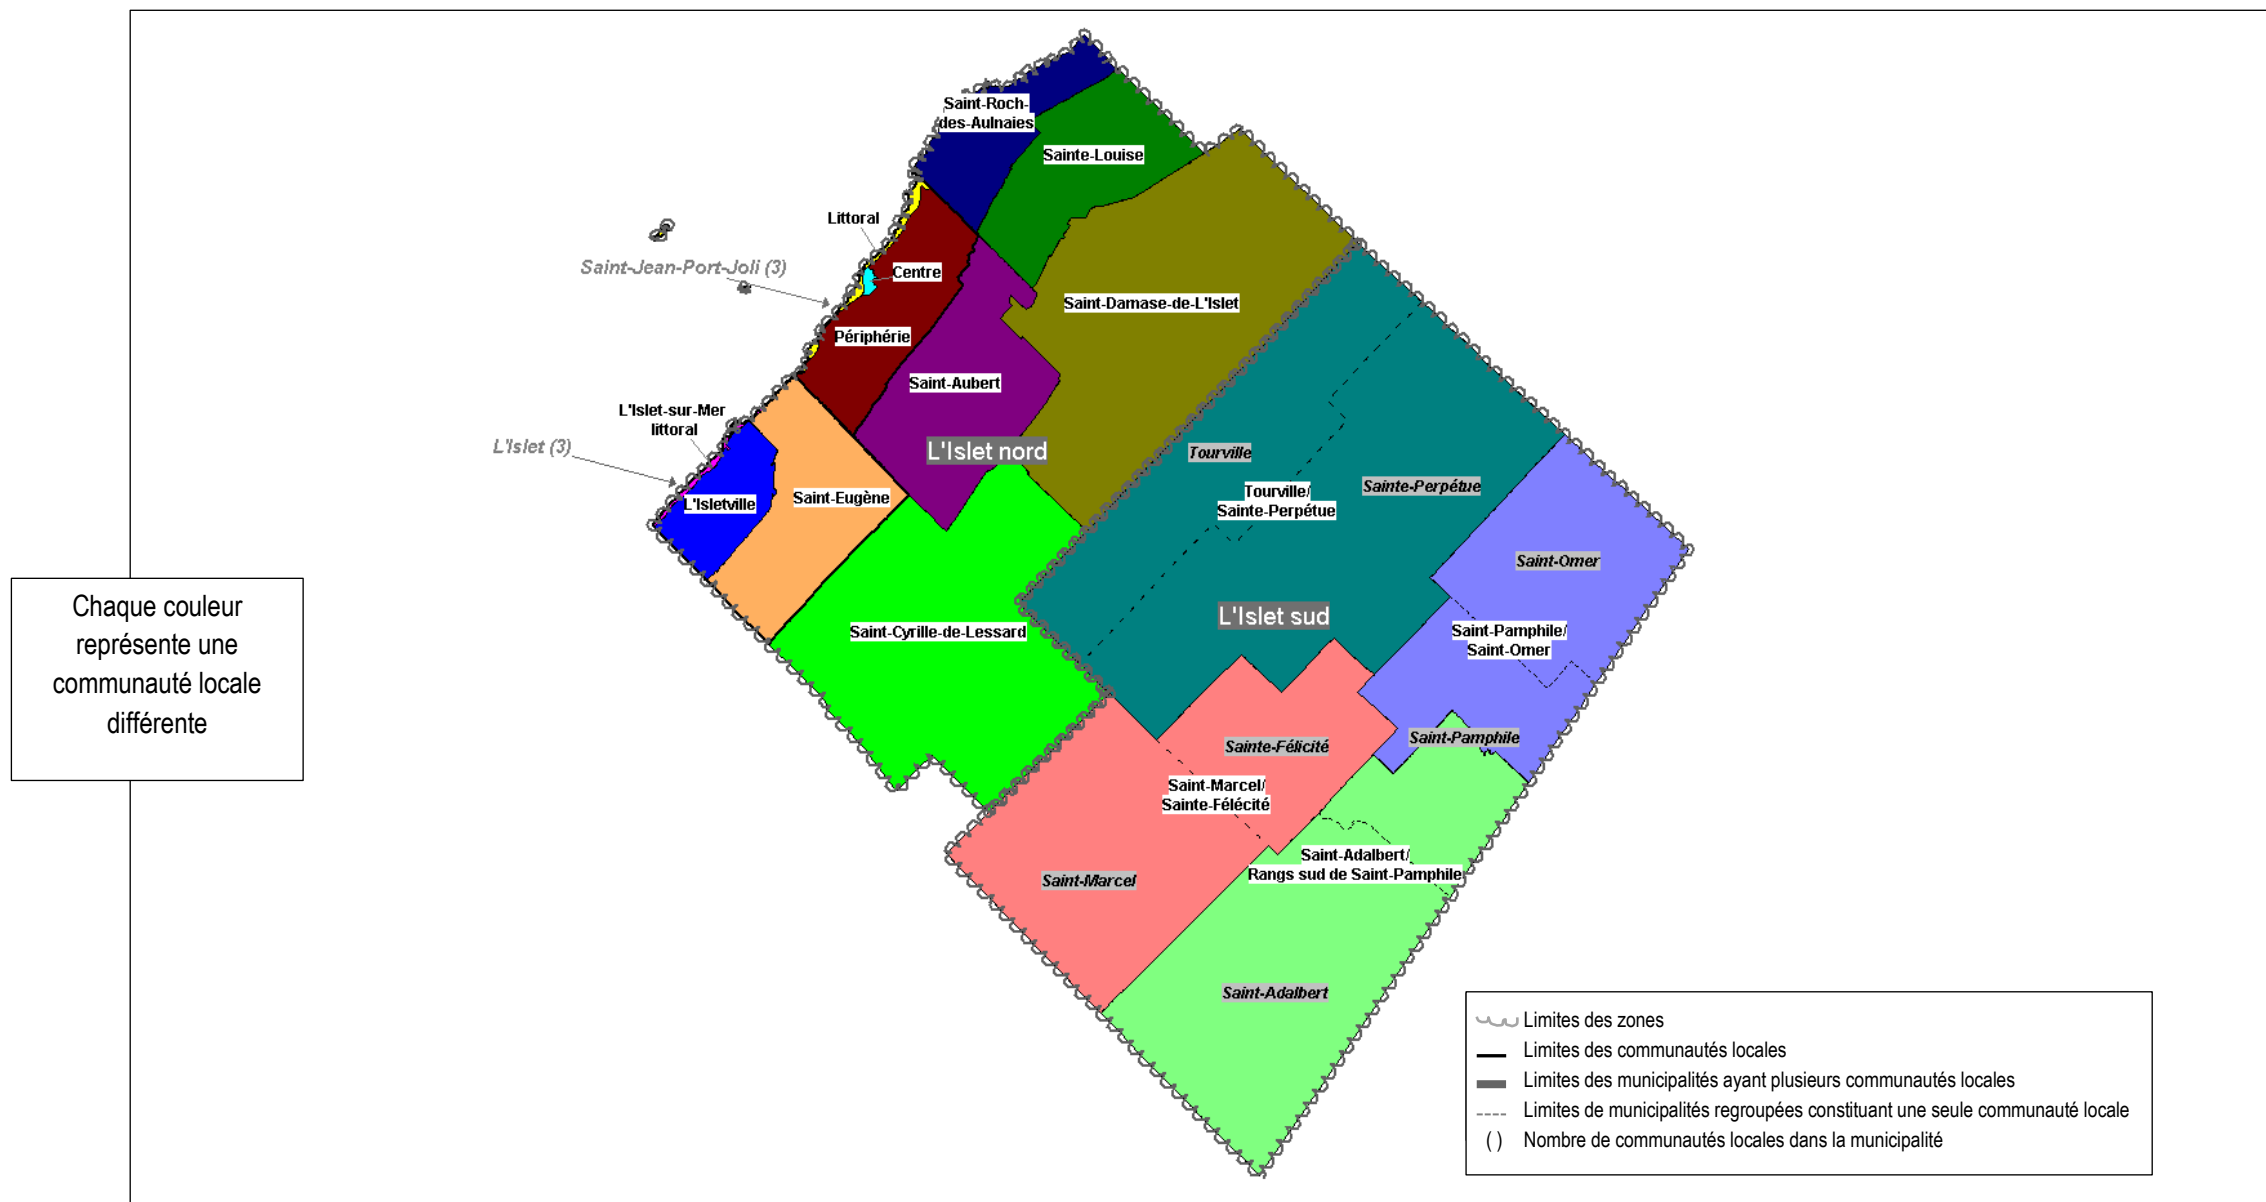 Saint-Roch-
des-Aulnaies
Sainte-Louise
Littoral
Saint-Jean-Port-Joli (3)
Centre
Saint-Damase-de-L'Islet
Périphérie
Saint-Aubert
L'Islet-sur-Mer
littoral
L'Islet (3)
L'Islet nord
Tourville
Saint-Eugène
L'Isletville
Tourville/
Sainte-Perpétue
Sainte-Perpétue
Saint-Omer
Chaque couleur
représente une
communauté locale
différente
L'Islet sud
Saint-Cyrille-de-Lessard
Saint-Pamphile/
Saint-Omer
Sainte-Félicité
Saint-Pamphile
Saint-Marcel/
Sainte-Félécité
Saint-Adalbert/
Rangs sud de Saint-Pamphile
Saint-Marcel
Saint-Adalbert
Limites des zones
Limites des communautés locales
Limites des municipalités ayant plusieurs communautés locales
Limites de municipalités regroupées constituant une seule communauté locale
( ) Nombre de communautés locales dans la municipalité